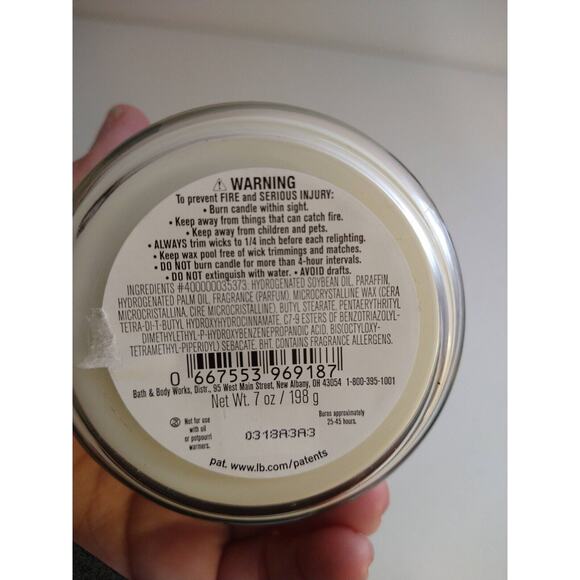 ⚠ WARNING
To prevent FIRE and SERIOUS INJURY:
• Burn candle within sight.
• Keep away from things that can catch fire.
• Keep away from children and pets.
• ALWAYS trim wicks to 1/4 inch before each relighting.
• Keep wax pool free of wick trimmings and matches.
• DO NOT burn candle for more than 4-hour intervals.
• DO NOT extinguish with water. • AVOID drafts.
INGREDIENTS #400000035373: HYDROGENATED SOYBEAN OIL, PARAFFIN,
HYDROGENATED PALM OIL, FRAGRANCE (PARFUM), MICROCRYSTALLINE WAX (CERA
MICROCRISTALLINA, CIRE MICROCRISTALLINE), BUTYL STEARATE, PENTAERYTHRITYL
TETRA-DI-T-BUTYL HYDROXYHYDROCINNAMATE, C7-9 ESTERS OF BENZOTRIAZOLYL-
DIMETHYLETHYL-P-HYDROXYBENZENEPROPANOIC ACID, BIS(OCTYLOXY-
TETRAMETHYL-PIPERIDYL) SEBACATE, BHT. CONTAINS FRAGRANCE ALLERGENS.
0 667553 969187
Bath & Body Works, Distr., 95 West Main Street, New Albany, OH 43054 1-800-395-1001
Net Wt. 7 oz / 198 g
Not for use
with oil
or potpourri
warmers.
Burns approximately
25-45 hours.
0318A3A3
pat. www.lb.com/patents